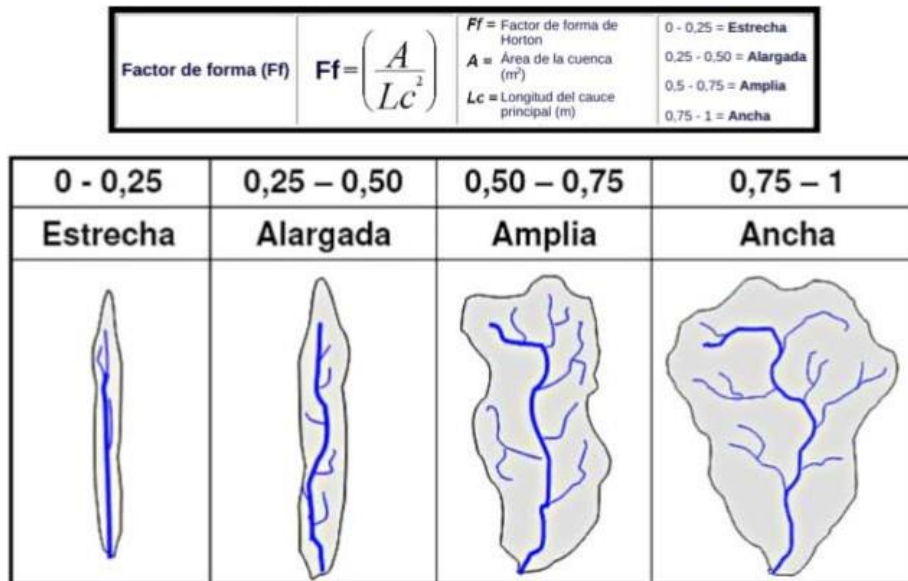 Factor de forma (Ff)
Ff = (A / Lc²)
Ff = Factor de forma de
Horton
A = Área de la cuenca
(m²)
Lc = Longitud del cauce
principal (m)
0 - 0,25 = Estrecha
0,25 - 0,50 = Alargada
0,5 - 0,75 = Amplia
0,75 - 1 = Ancha
0 - 0,25 0,25 – 0,50 0,50 – 0,75 0,75 – 1
Estrecha Alargada Amplia Ancha